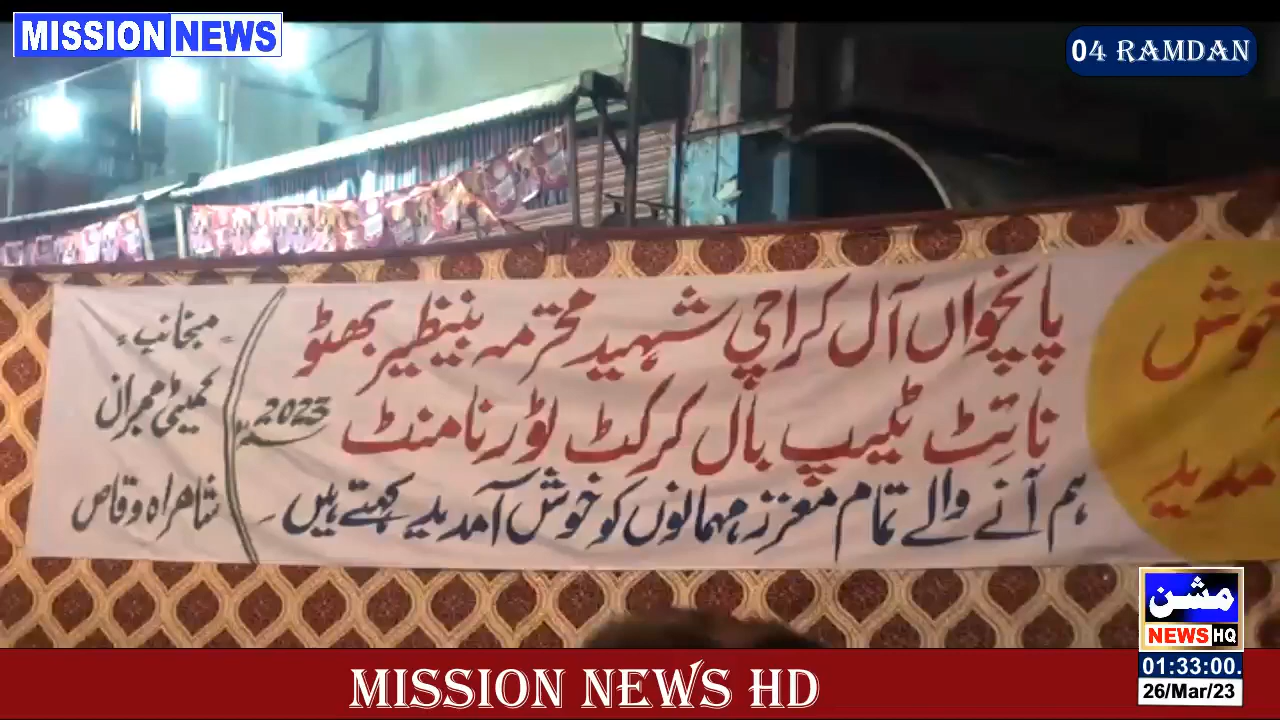 MISSION NEWS
04 RAMDAN
خوش
آمدید
پانچواں آل کراچی شہید محترمہ بینظیر بھٹو
نائٹ ٹیپ بال کرکٹ ٹورنامنٹ 2023
ہم آنے والے تمام معزز مہمانوں کو خوش آمدید کہتے ہیں
منجانب
کمیٹی ممبران
شاہراہ وقاص
مشن
NEWS HQ
01:33:00.
26/Mar/23
MISSION NEWS HD